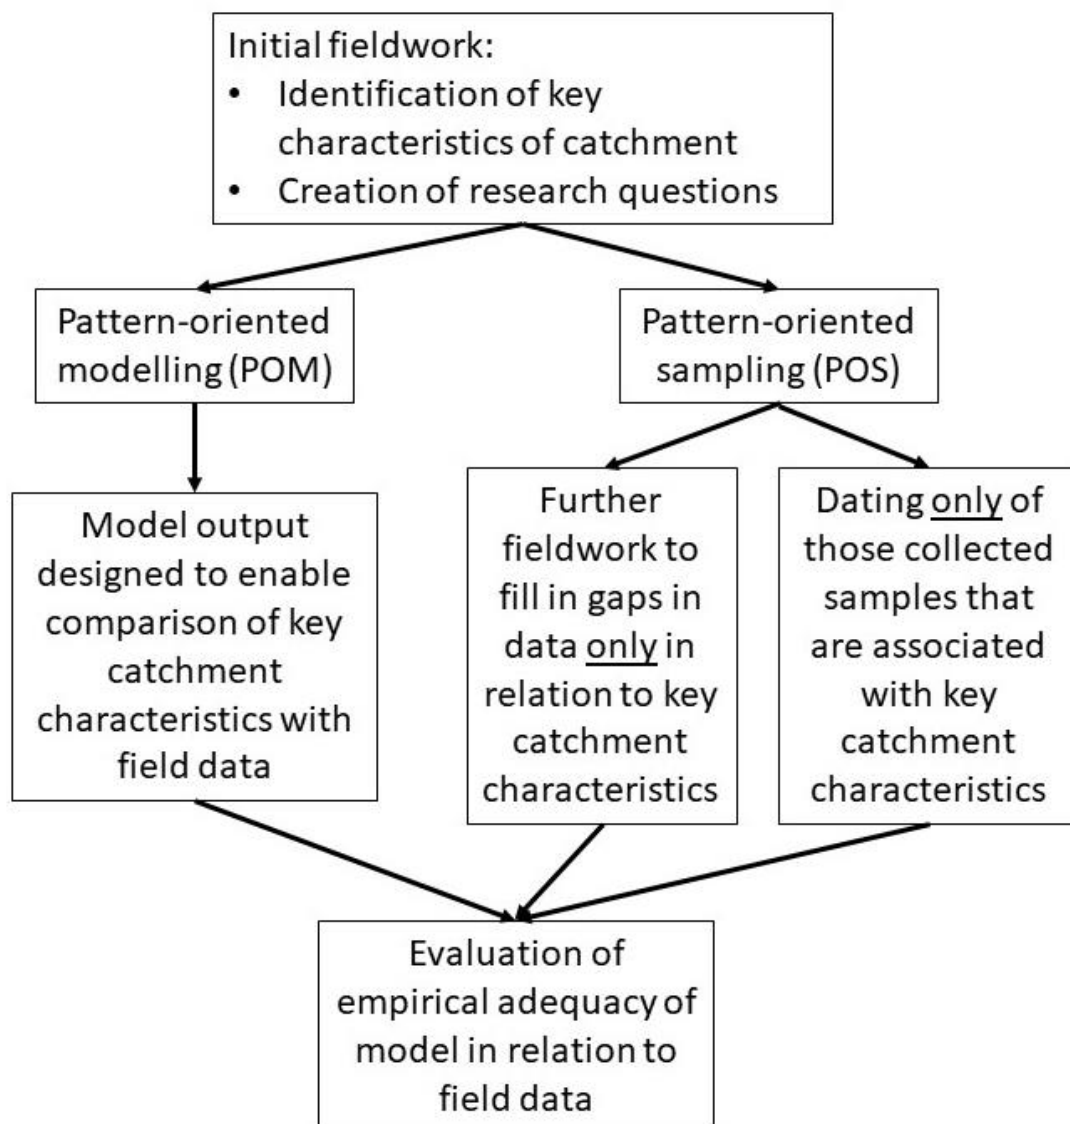 Initial fieldwork:
• Identification of key
characteristics of catchment
• Creation of research questions
Pattern-oriented
modelling (POM)
Pattern-oriented
sampling (POS)
Model output
designed to enable
comparison of key
catchment
characteristics with
field data
Further
fieldwork to
fill in gaps in
data only in
relation to key
catchment
characteristics
Dating only of
those collected
samples that
are associated
with key
catchment
characteristics
Evaluation of
empirical adequacy of
model in relation to
field data